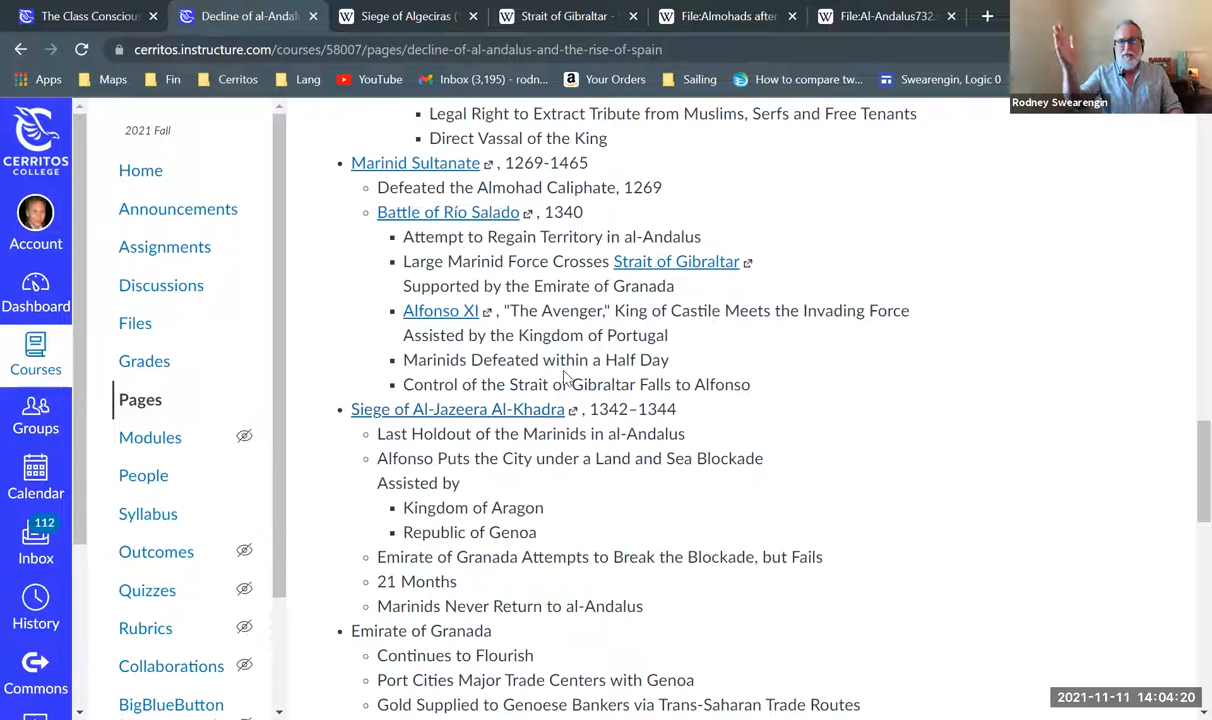 The Class Conscious
Decline of al-Andal
Siege of Algeciras (
Strait of Gibraltar -
File:Almohads after
File:Al-Andalus732.
cerritos.instructure.com/courses/58007/pages/decline-of-al-andalus-and-the-rise-of-spain
Apps
Maps
Fin
Cerritos
Lang
YouTube
Inbox (3,195) - rodn...
Your Orders
Sailing
How to compare tw...
Swearengin, Logic 0
Rodney Swearengin
CERRITOS
COLLEGE
Account
Dashboard
Courses
Groups
Calendar
112
Inbox
History
Commons
2021 Fall
Home
Announcements
Assignments
Discussions
Files
Grades
Pages
Modules
People
Syllabus
Outcomes
Quizzes
Rubrics
Collaborations
BigBlueButton
Legal Right to Extract Tribute from Muslims, Serfs and Free Tenants
Direct Vassal of the King
Marinid Sultanate , 1269-1465
Defeated the Almohad Caliphate, 1269
Battle of Río Salado , 1340
Attempt to Regain Territory in al-Andalus
Large Marinid Force Crosses Strait of Gibraltar
Supported by the Emirate of Granada
Alfonso XI , "The Avenger," King of Castile Meets the Invading Force
Assisted by the Kingdom of Portugal
Marinids Defeated within a Half Day
Control of the Strait of Gibraltar Falls to Alfonso
Siege of Al-Jazeera Al-Khadra , 1342–1344
Last Holdout of the Marinids in al-Andalus
Alfonso Puts the City under a Land and Sea Blockade
Assisted by
Kingdom of Aragon
Republic of Genoa
Emirate of Granada Attempts to Break the Blockade, but Fails
21 Months
Marinids Never Return to al-Andalus
Emirate of Granada
Continues to Flourish
Port Cities Major Trade Centers with Genoa
Gold Supplied to Genoese Bankers via Trans-Saharan Trade Routes
2021-11-11 14:04:20